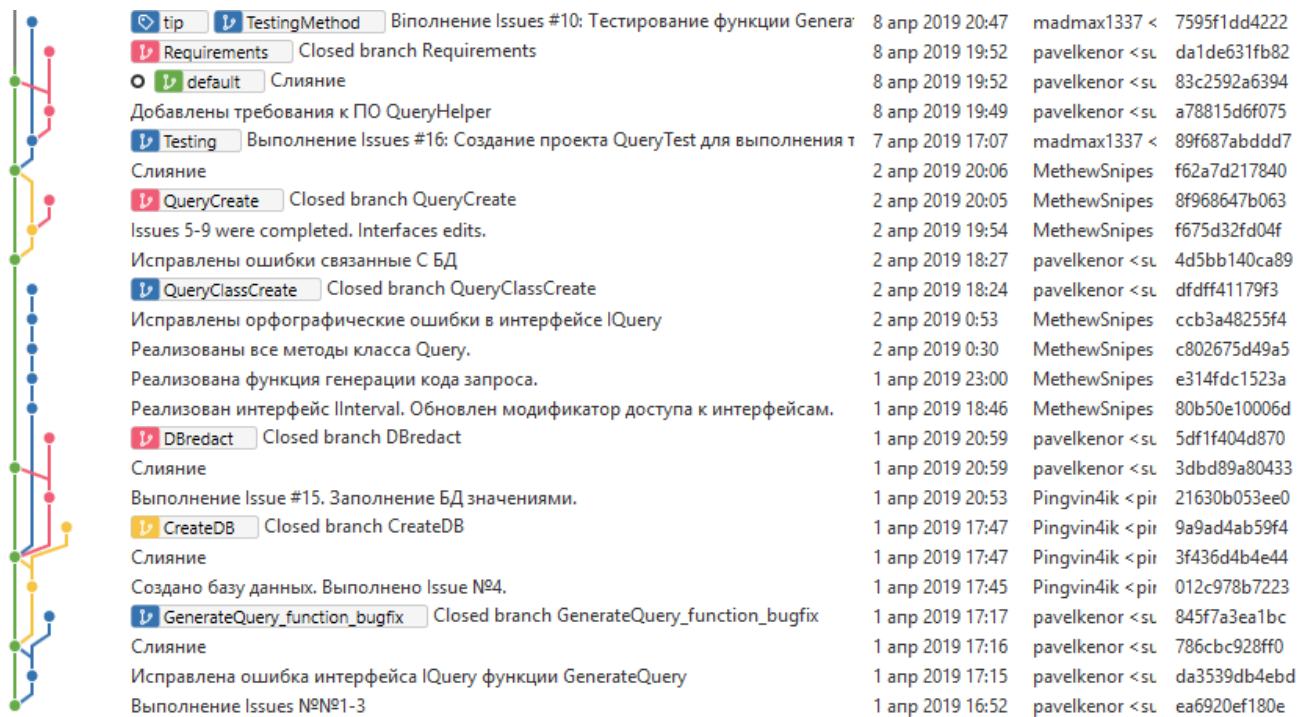 tip TestingMethod Віполнение Issues #10: Тестирование функции Generat 8 апр 2019 20:47 madmax1337 < 7595f1dd4222
Requirements Closed branch Requirements 8 апр 2019 19:52 pavelkenor <su da1de631fb82
default Слияние 8 апр 2019 19:52 pavelkenor <su 83c2592a6394
Добавлены требования к ПО QueryHelper 8 апр 2019 19:49 pavelkenor <su a78815d6f075
Testing Выполнение Issues #16: Создание проекта QueryTest для выполнения т 7 апр 2019 17:07 madmax1337 < 89f687abddd7
Слияние 2 апр 2019 20:06 MethewSnipes f62a7d217840
QueryCreate Closed branch QueryCreate 2 апр 2019 20:05 MethewSnipes 8f968647b063
Issues 5-9 were completed. Interfaces edits. 2 апр 2019 19:54 MethewSnipes f675d32fd04f
Исправлены ошибки связанные С БД 2 апр 2019 18:27 pavelkenor <su 4d5bb140ca89
QueryClassCreate Closed branch QueryClassCreate 2 апр 2019 18:24 pavelkenor <su dfdff41179f3
Исправлены орфографические ошибки в интерфейсе IQuery 2 апр 2019 0:53 MethewSnipes ccb3a48255f4
Реализованы все методы класса Query. 2 апр 2019 0:30 MethewSnipes c802675d49a5
Реализована функция генерации кода запроса. 1 апр 2019 23:00 MethewSnipes e314fdc1523a
Реализован интерфейс IInterval. Обновлен модификатор доступа к интерфейсам. 1 апр 2019 18:46 MethewSnipes 80b50e10006d
DBredact Closed branch DBredact 1 апр 2019 20:59 pavelkenor <su 5df1f404d870
Слияние 1 апр 2019 20:59 pavelkenor <su 3dbd89a80433
Выполнение Issue #15. Заполнение БД значениями. 1 апр 2019 20:53 Pingvin4ik <pir 21630b053ee0
CreateDB Closed branch CreateDB 1 апр 2019 17:47 Pingvin4ik <pir 9a9ad4ab59f4
Слияние 1 апр 2019 17:47 Pingvin4ik <pir 3f436d4b4e44
Создано базу данных. Выполнено Issue №4. 1 апр 2019 17:45 Pingvin4ik <pir 012c978b7223
GenerateQuery_function_bugfix Closed branch GenerateQuery_function_bugfix 1 апр 2019 17:17 pavelkenor <su 845f7a3ea1bc
Слияние 1 апр 2019 17:16 pavelkenor <su 786cbc928ff0
Исправлена ошибка интерфейса IQuery функции GenerateQuery 1 апр 2019 17:15 pavelkenor <su da3539db4ebd
Выполнение Issues №№1-3 1 апр 2019 16:52 pavelkenor <su ea6920ef180e